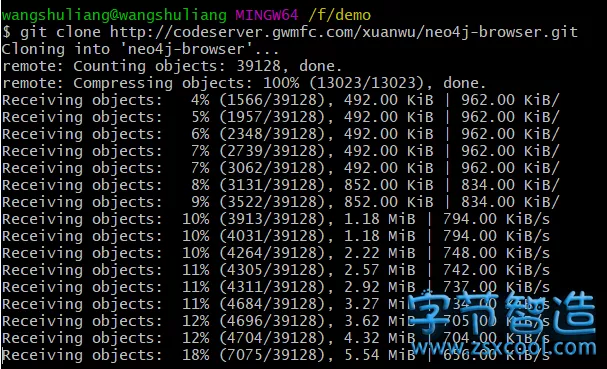 wangshuliang@wangshuliang MINGW64 /f/demo
$ git clone http://codeserver.gwmfc.com/xuanwu/neo4j-browser.git
Cloning into 'neo4j-browser'...
remote: Counting objects: 39128, done.
remote: Compressing objects: 100% (13023/13023), done.
Receiving objects:   4% (1566/39128), 492.00 KiB | 962.00 KiB/
Receiving objects:   5% (1957/39128), 492.00 KiB | 962.00 KiB/
Receiving objects:   6% (2348/39128), 492.00 KiB | 962.00 KiB/
Receiving objects:   7% (2739/39128), 492.00 KiB | 962.00 KiB/
Receiving objects:   7% (3062/39128), 492.00 KiB | 962.00 KiB/
Receiving objects:   8% (3131/39128), 852.00 KiB | 834.00 KiB/
Receiving objects:   9% (3522/39128), 852.00 KiB | 834.00 KiB/
Receiving objects:  10% (3913/39128), 1.18 MiB | 794.00 KiB/s
Receiving objects:  10% (4031/39128), 1.18 MiB | 794.00 KiB/s
Receiving objects:  10% (4264/39128), 2.22 MiB | 748.00 KiB/s
Receiving objects:  11% (4305/39128), 2.57 MiB | 742.00 KiB/s
Receiving objects:  11% (4311/39128), 2.92 MiB | 737.00 KiB/s
Receiving objects:  11% (4684/39128), 3.27 MiB | KiB/s
Receiving objects:  12% (4696/39128), 3.62 MiB | 705.00 KiB/s
Receiving objects:  12% (4704/39128), 4.32 MiB | 704.00 KiB/s
Receiving objects:  18% (7075/39128), 5.54 MiB | KiB/s
字节智造
www.zsxcool.com